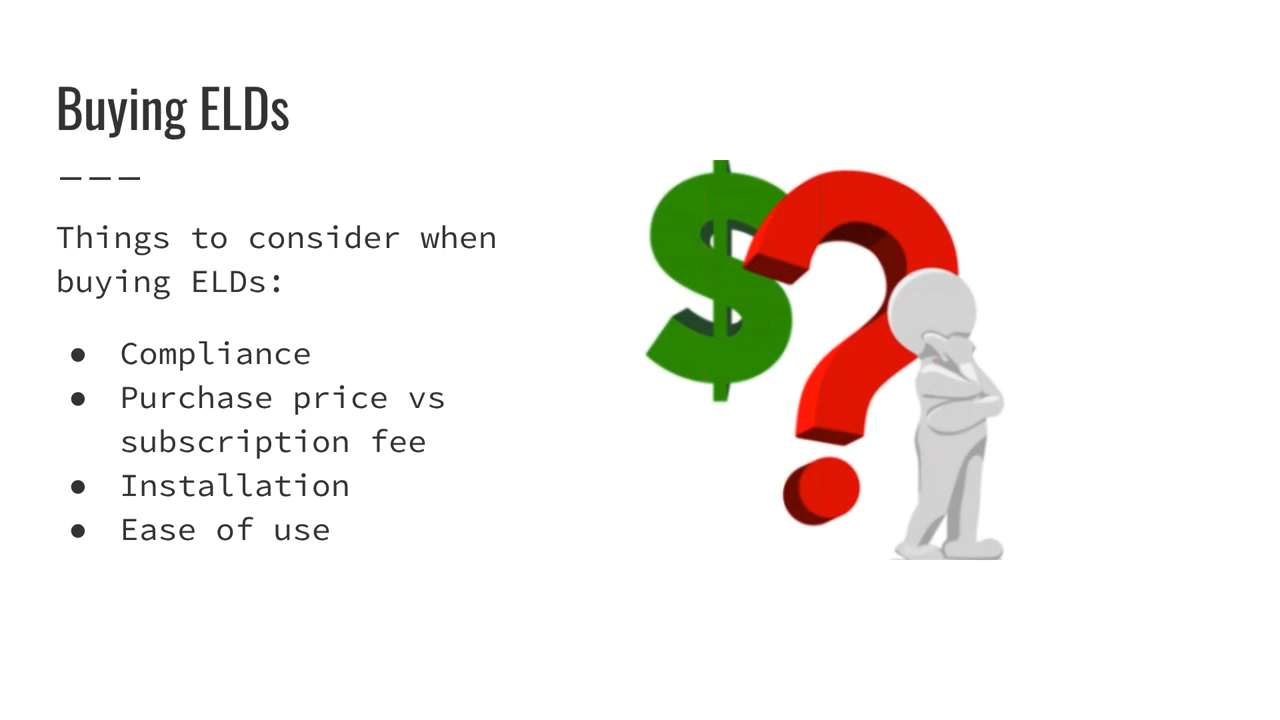 Buying ELDs
Things to consider when
buying ELDs:
● Compliance
● Purchase price vs
subscription fee
● Installation
● Ease of use
$?